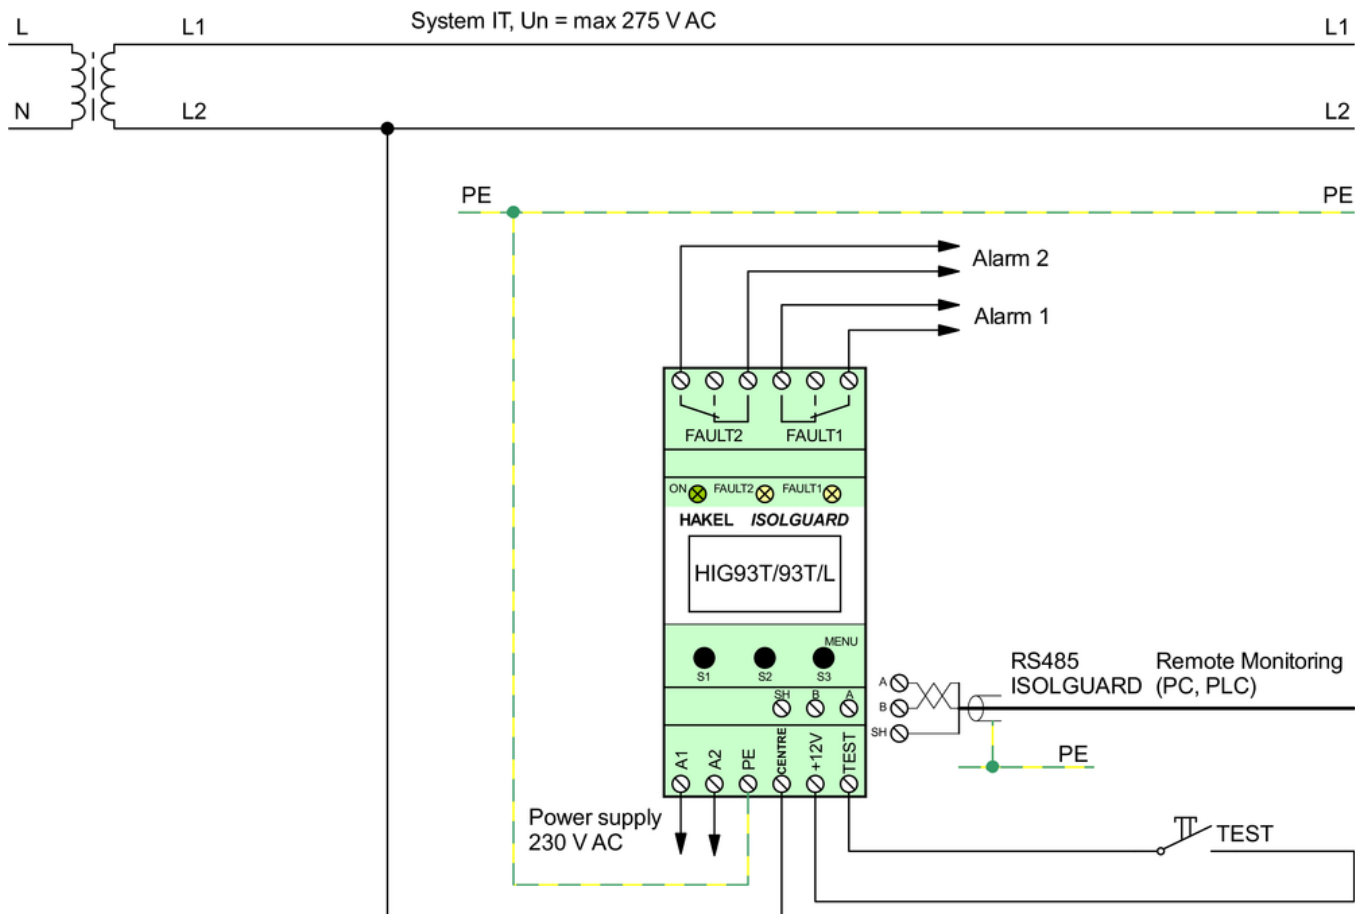 L
L1
System IT, Un = max 275 V AC
L1
N
L2
L2
PE
PE
Alarm 2
Alarm 1
FAULT2
FAULT1
ON
FAULT2
FAULT1
HAKEL ISOLGUARD
HIG93T/93T/L
MENU
S1
S2
S3
SH
B
A
A
B
SH
RS485
ISOLGUARD
Remote Monitoring
(PC, PLC)
A1
A2
PE
CENTRE
+12V
TEST
PE
Power supply
230 V AC
TEST